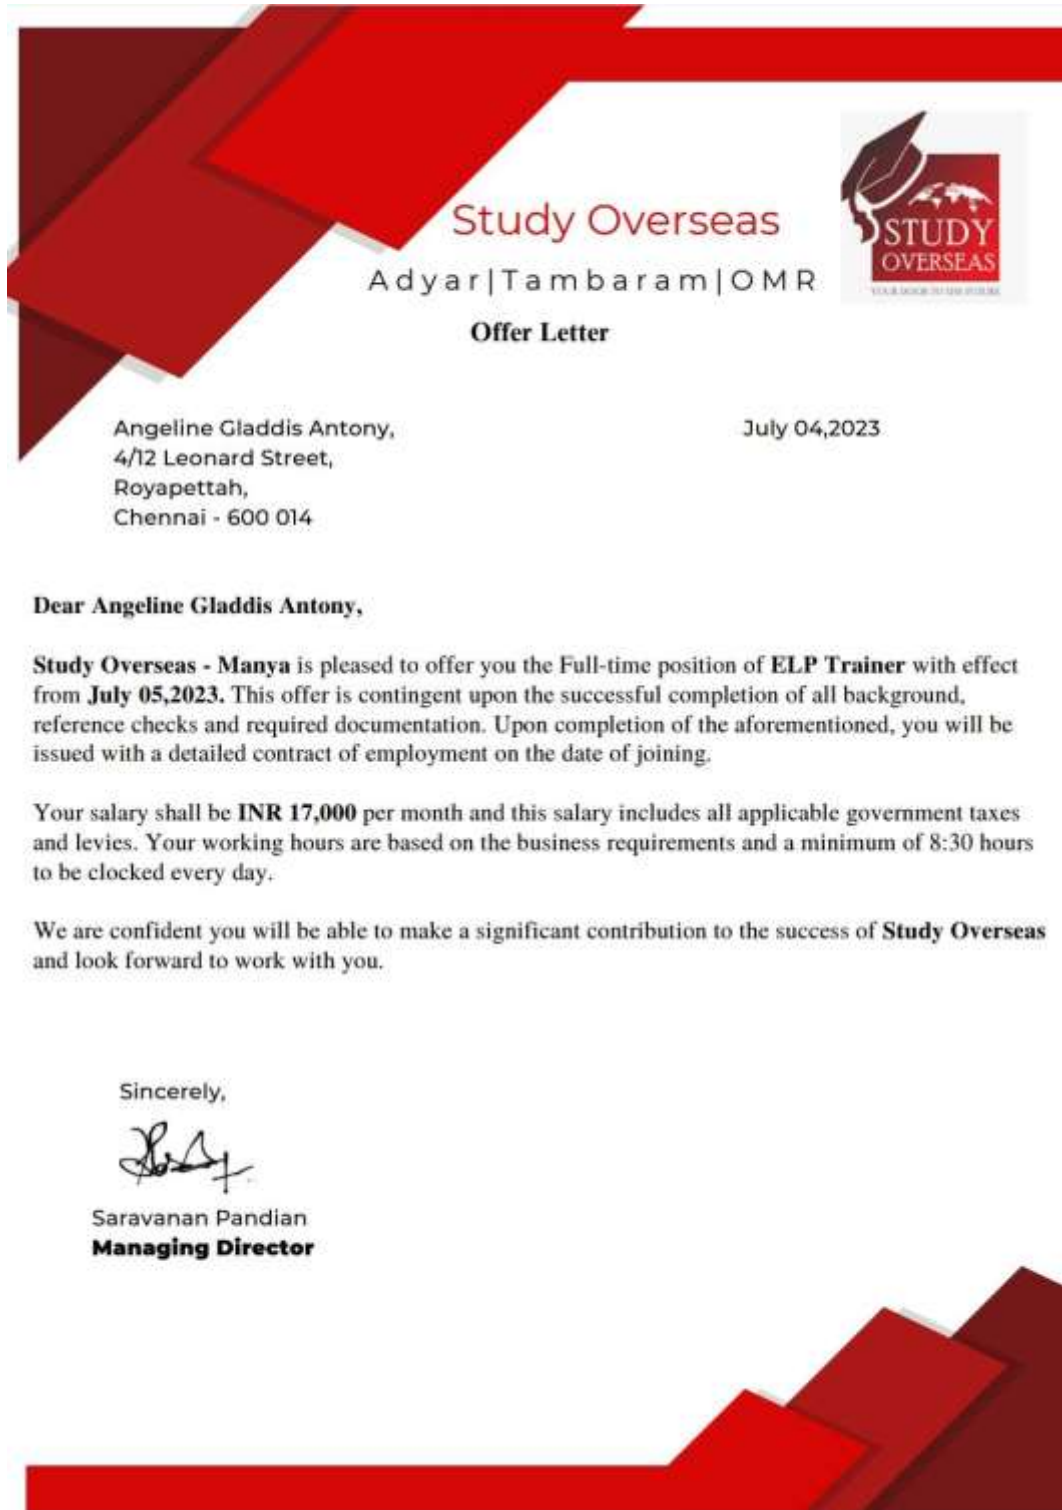 Study Overseas
Adyar|Tambaram|OMR
STUDY
OVERSEAS
YOUR DOOR TO THE FUTURE
Offer Letter
Angeline Gladdis Antony,
July 04,2023
4/12 Leonard Street,
Royapettah,
Chennai - 600 014
Dear Angeline Gladdis Antony,
Study Overseas - Manya is pleased to offer you the Full-time position of ELP Trainer with effect
from July 05,2023. This offer is contingent upon the successful completion of all background,
reference checks and required documentation. Upon completion of the aforementioned, you will be
issued with a detailed contract of employment on the date of joining.
Your salary shall be INR 17,000 per month and this salary includes all applicable government taxes
and levies. Your working hours are based on the business requirements and a minimum of 8:30 hours
to be clocked every day.
We are confident you will be able to make a significant contribution to the success of Study Overseas
and look forward to work with you.
Sincerely,
Saravanan Pandian
Managing Director